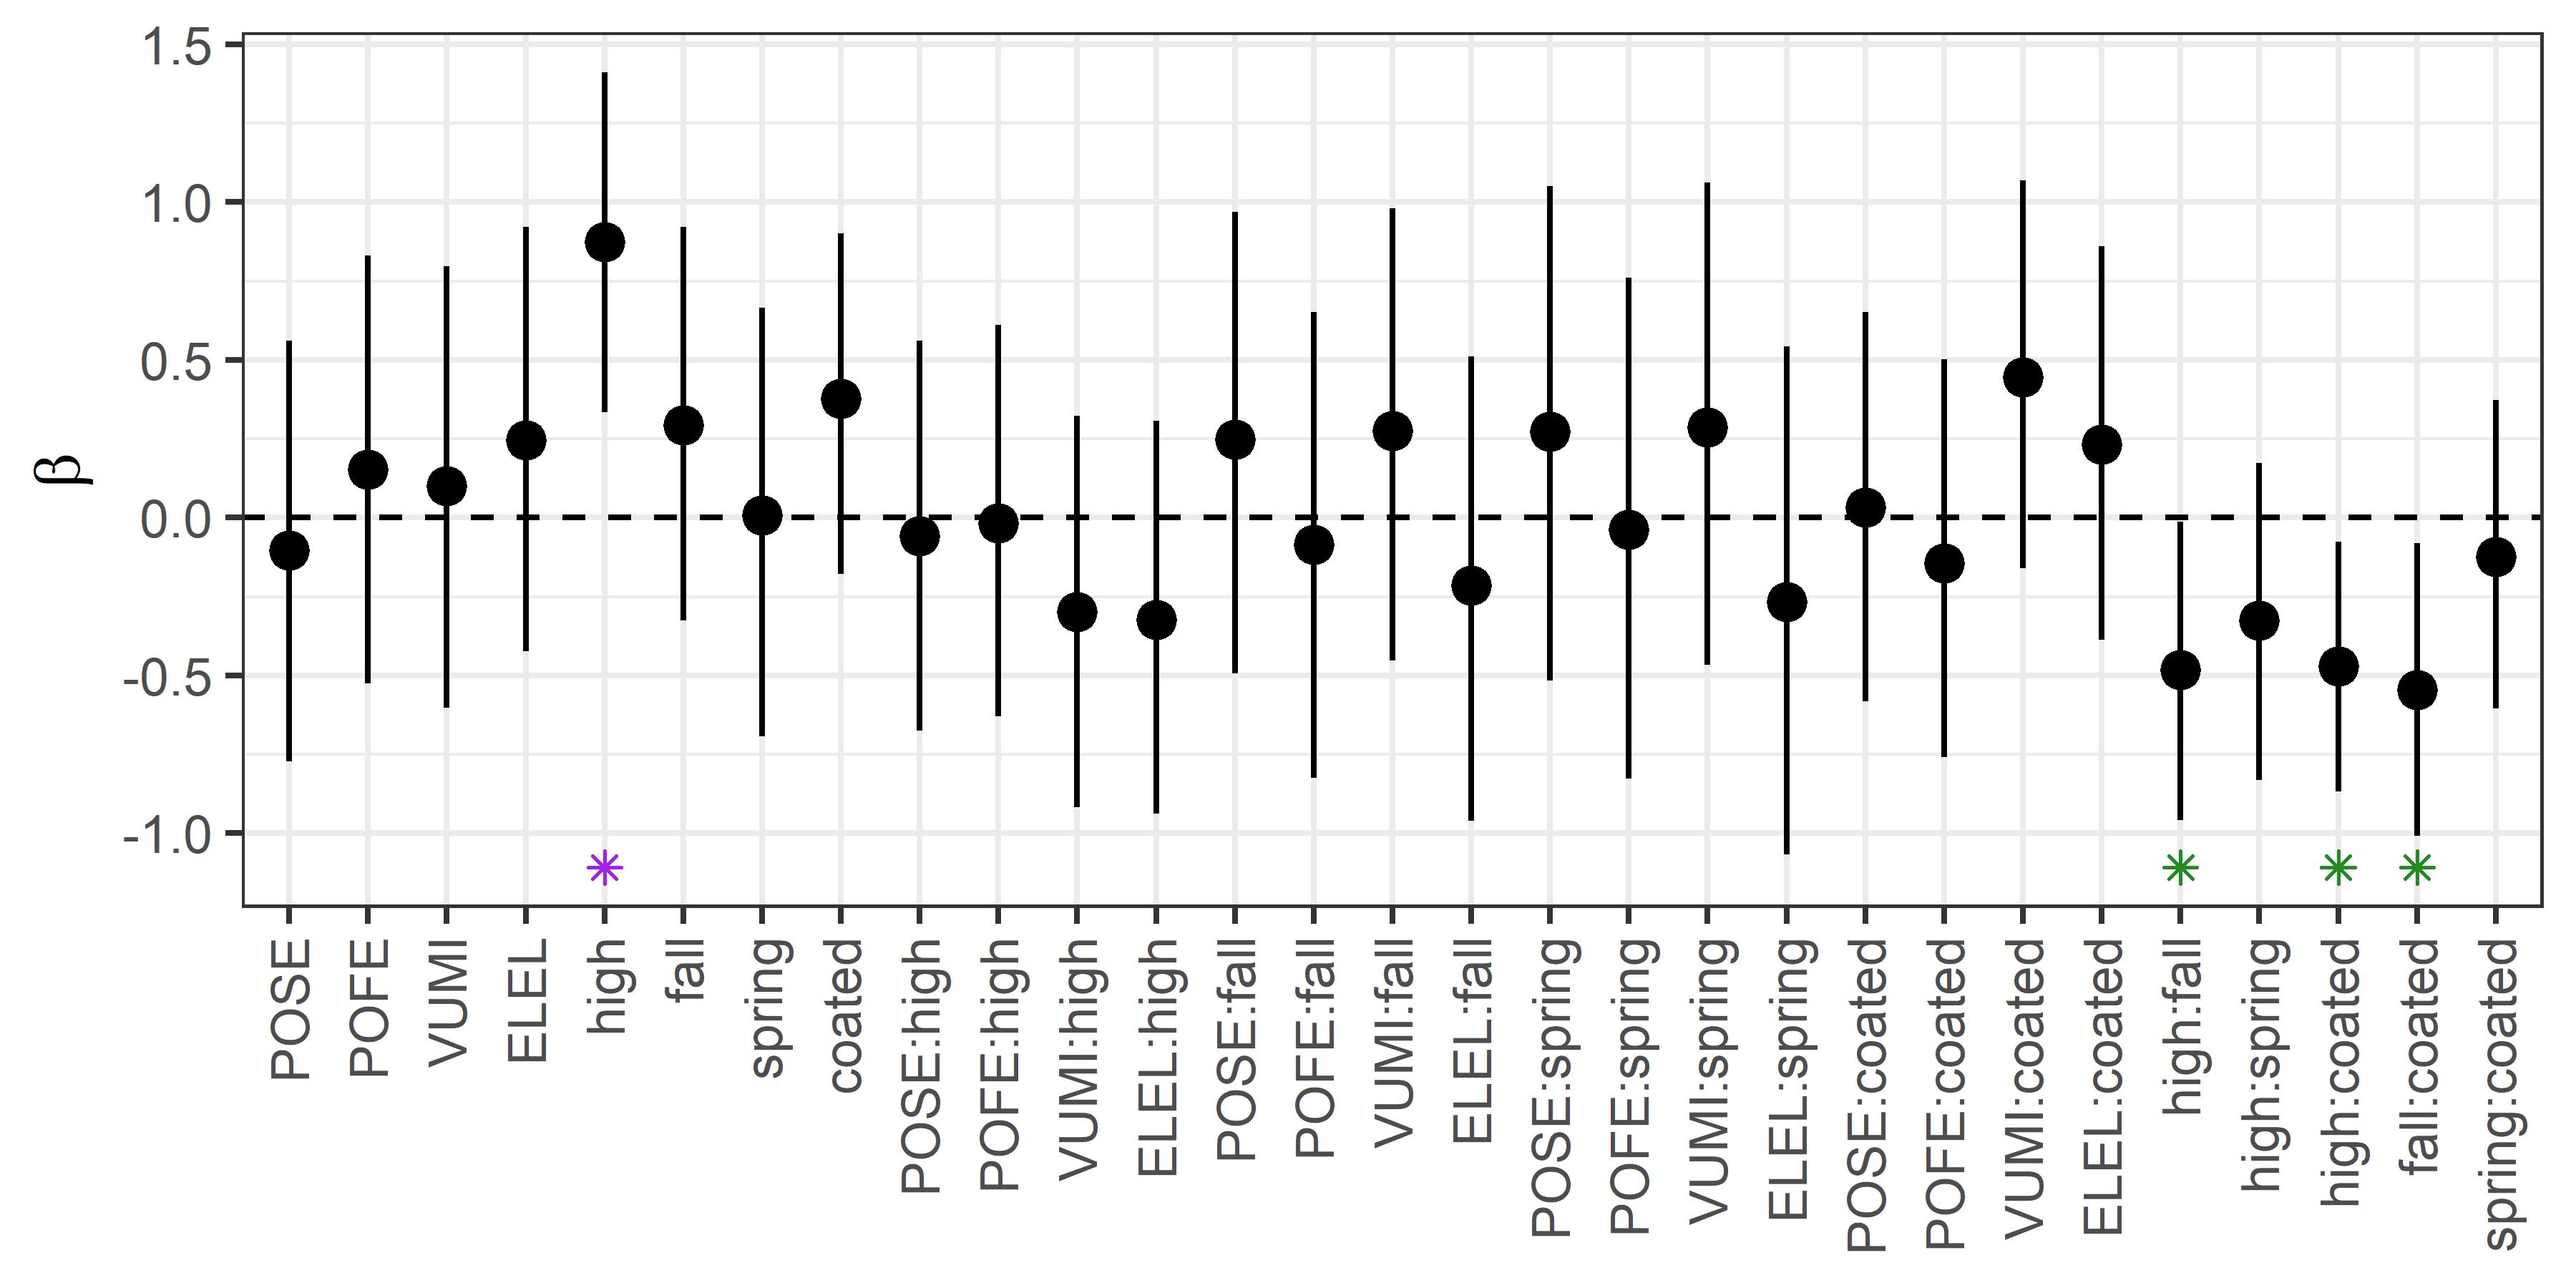 1.5
1.0
0.5
0.0
-0.5
-1.0
β
POSE
POFE
VUMI
ELEL
high
fall
spring
coated
POSE:high
POFE:high
VUMI:high
ELEL:high
POSE:fall
POFE:fall
VUMI:fall
ELEL:fall
POSE:spring
POFE:spring
VUMI:spring
ELEL:spring
POSE:coated
POFE:coated
VUMI:coated
ELEL:coated
high:fall
high:spring
high:coated
fall:coated
spring:coated